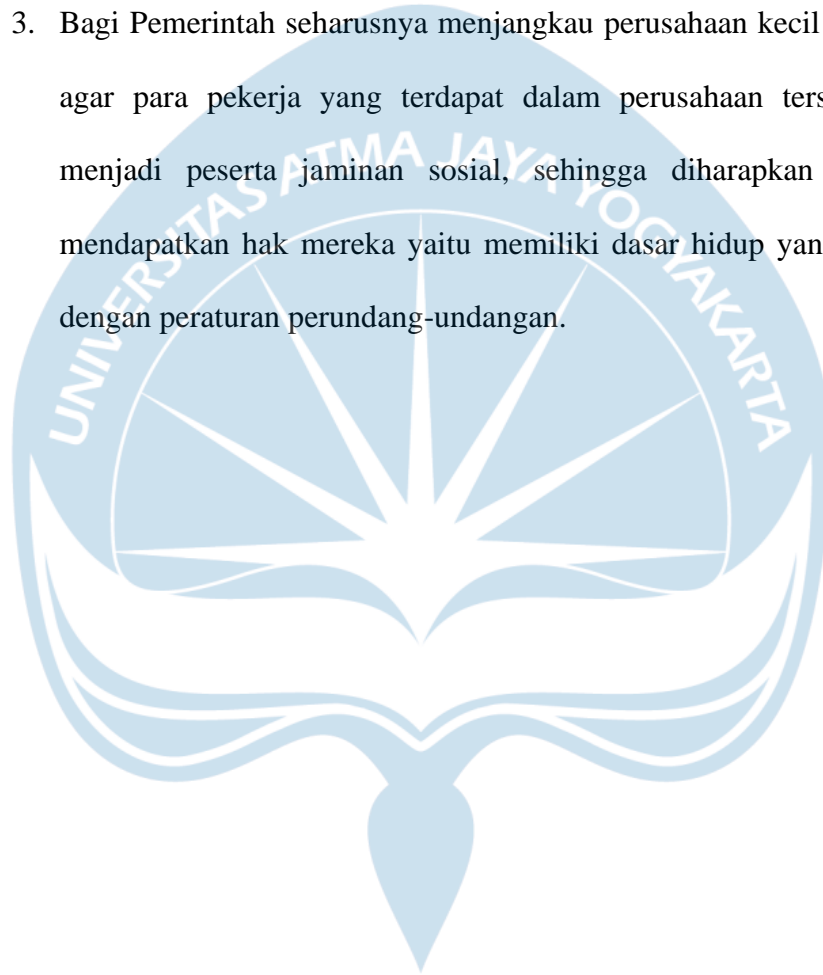 3. Bagi Pemerintah seharusnya menjangkau perusahaan kecil
agar para pekerja yang terdapat dalam perusahaan
menjadi peserta jaminan sosial, sehingga diharapkan
mendapatkan hak mereka yaitu memiliki dasar hidup
dengan peraturan perundang-undangan.
UNIVERSITAS ATMA JAYA YOGYAKARTA